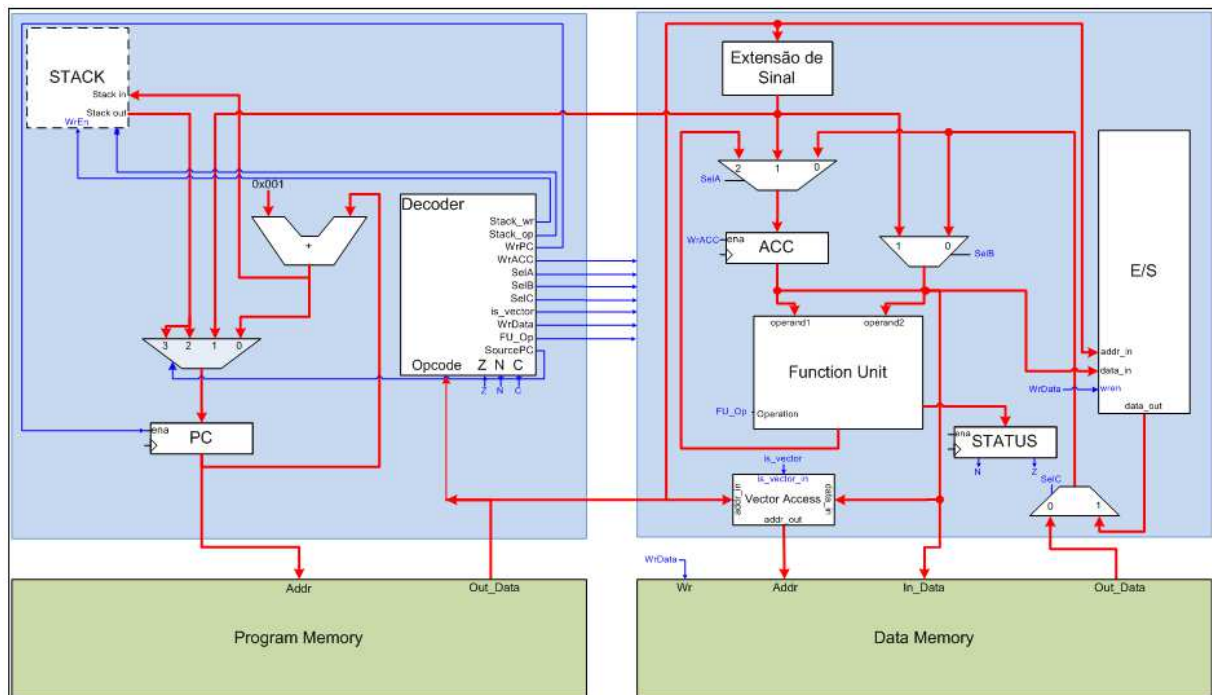 STACK
Stack in
Stack out
WrEn
0x001
+
3 2 1 0
ena
PC
Decoder
Stack_wr
Stack_op
WrPC
WrACC
SelA
SelB
SelC
is_vector
WrData
FU_Op
SourcePC
Opcode Z N C
Z N C
Addr
Out_Data
Program Memory
Extensão de
Sinal
2 1 0
SelA
WrACC
ena
ACC
1 0
SelB
operand1
operand2
Function Unit
FU_Op
Operation
E/S
addr_in
data_in
WrData
wren
data_out
ena
STATUS
N Z
is_vector
is_vector_in
addr_in
Vector Access
data_in
addr_out
SelC
0 1
WrData
Wr
Addr
In_Data
Out_Data
Data Memory